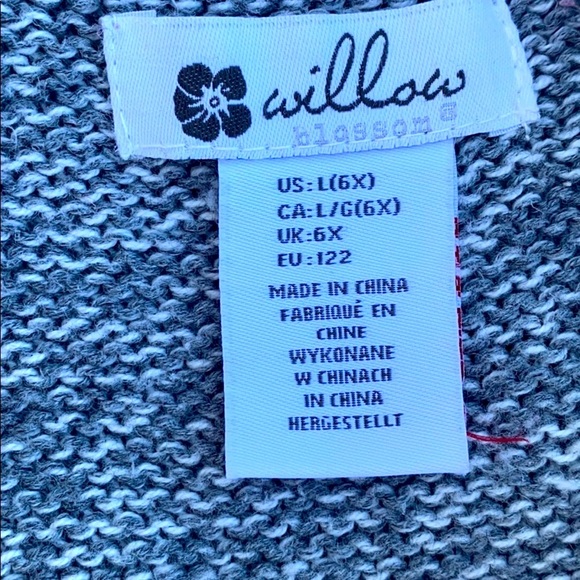 willow
blossom®
US:L(6X)
CA:L/G(6X)
UK:6X
EU:122
MADE IN CHINA
FABRIQUÉ EN
CHINE
WYKONANE
W CHINACH
IN CHINA
HERGESTELLT